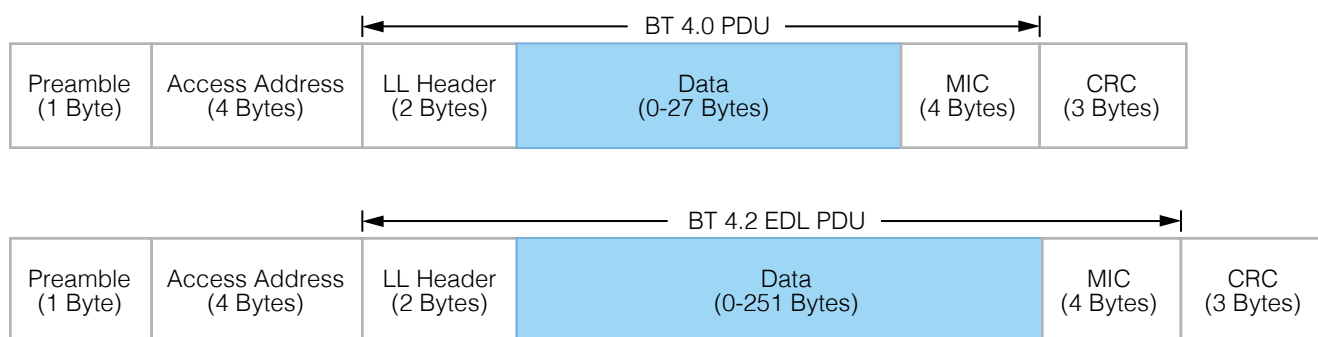 BT 4.0 PDU
Preamble
(1 Byte)
Access Address
(4 Bytes)
LL Header
(2 Bytes)
Data
(0-27 Bytes)
MIC
(4 Bytes)
CRC
(3 Bytes)
BT 4.2 EDL PDU
Preamble
(1 Byte)
Access Address
(4 Bytes)
LL Header
(2 Bytes)
Data
(0-251 Bytes)
MIC
(4 Bytes)
CRC
(3 Bytes)